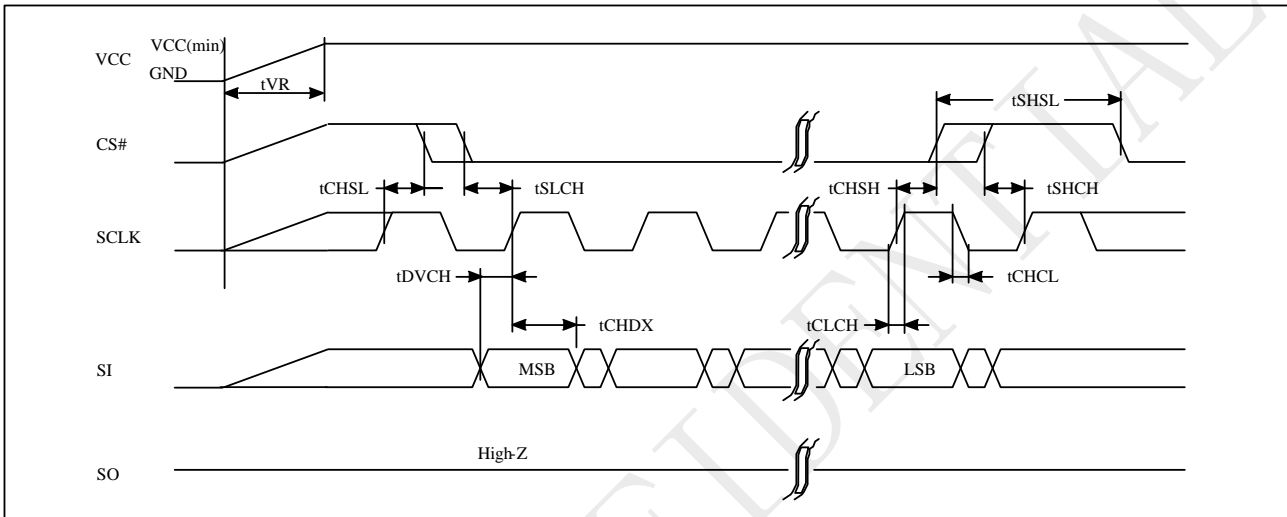 VCC
VCC(min)
GND
tVR
CS#
tSHSL
tCHSL
tSLCH
tCHSH
tSHCH
SCLK
tDVCH
tCHCL
tCHDX
tCLCH
SI
MSB
LSB
High-Z
SO